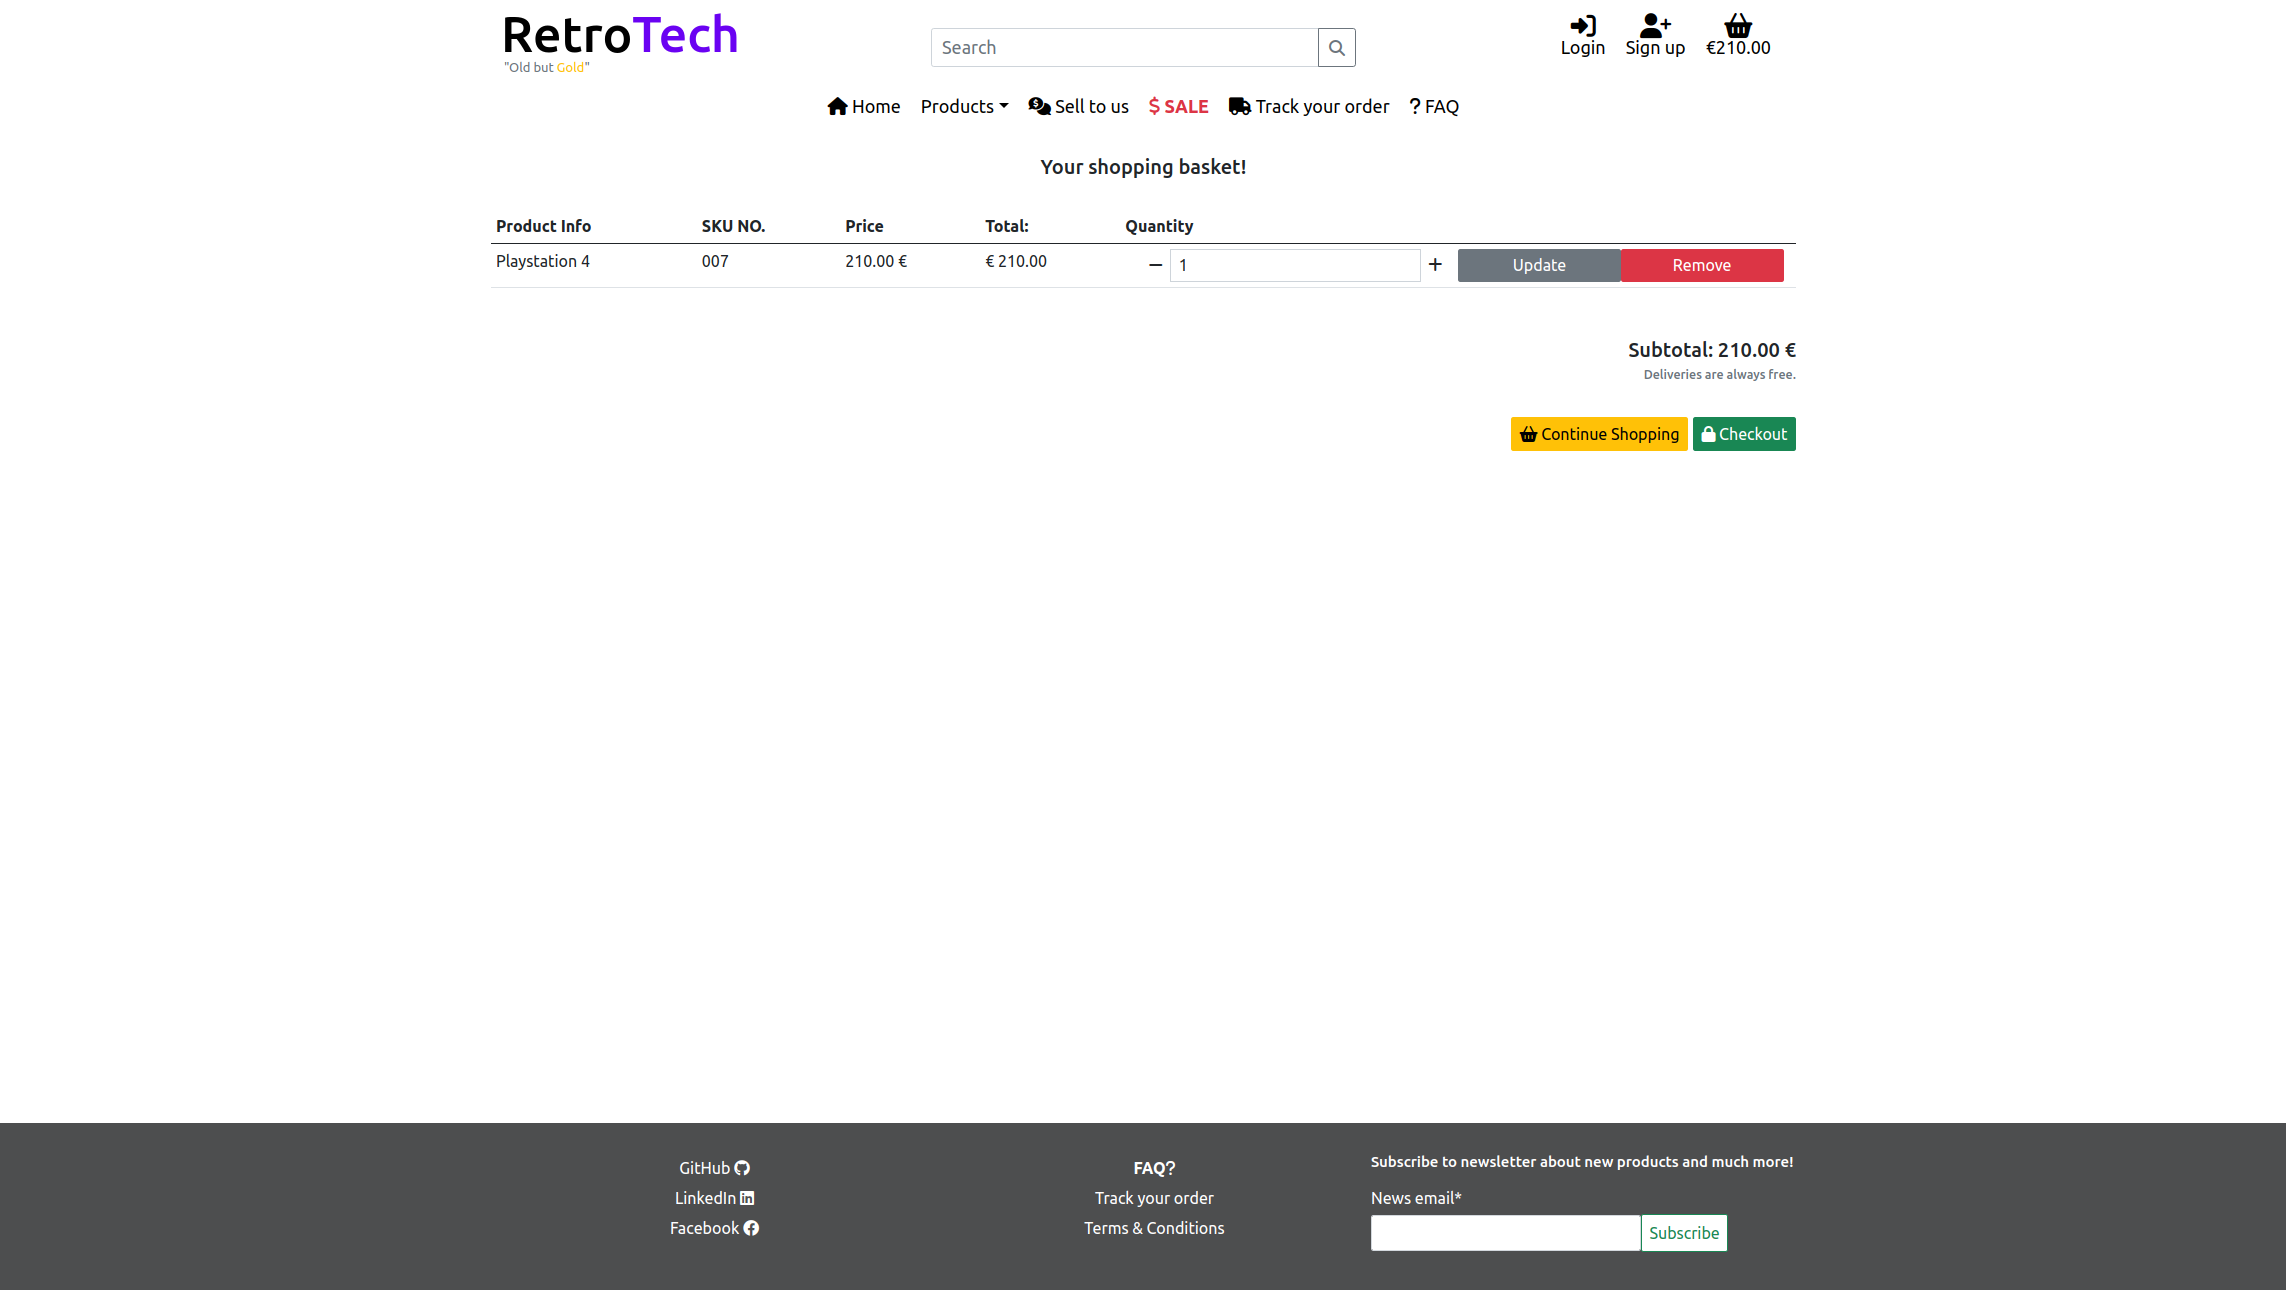 RetroTech
"Old but Gold"
Search
Login
Sign up
€210.00
Home
Products
Sell to us
$ SALE
Track your order
? FAQ
Your shopping basket!
Product Info SKU NO. Price Total: Quantity
Playstation 4 007 210.00 € € 210.00 − 1 + Update Remove
Subtotal: 210.00 €
Deliveries are always free.
Continue Shopping
Checkout
GitHub
LinkedIn
Facebook
FAQ?
Track your order
Terms & Conditions
Subscribe to newsletter about new products and much more!
News email*
Subscribe